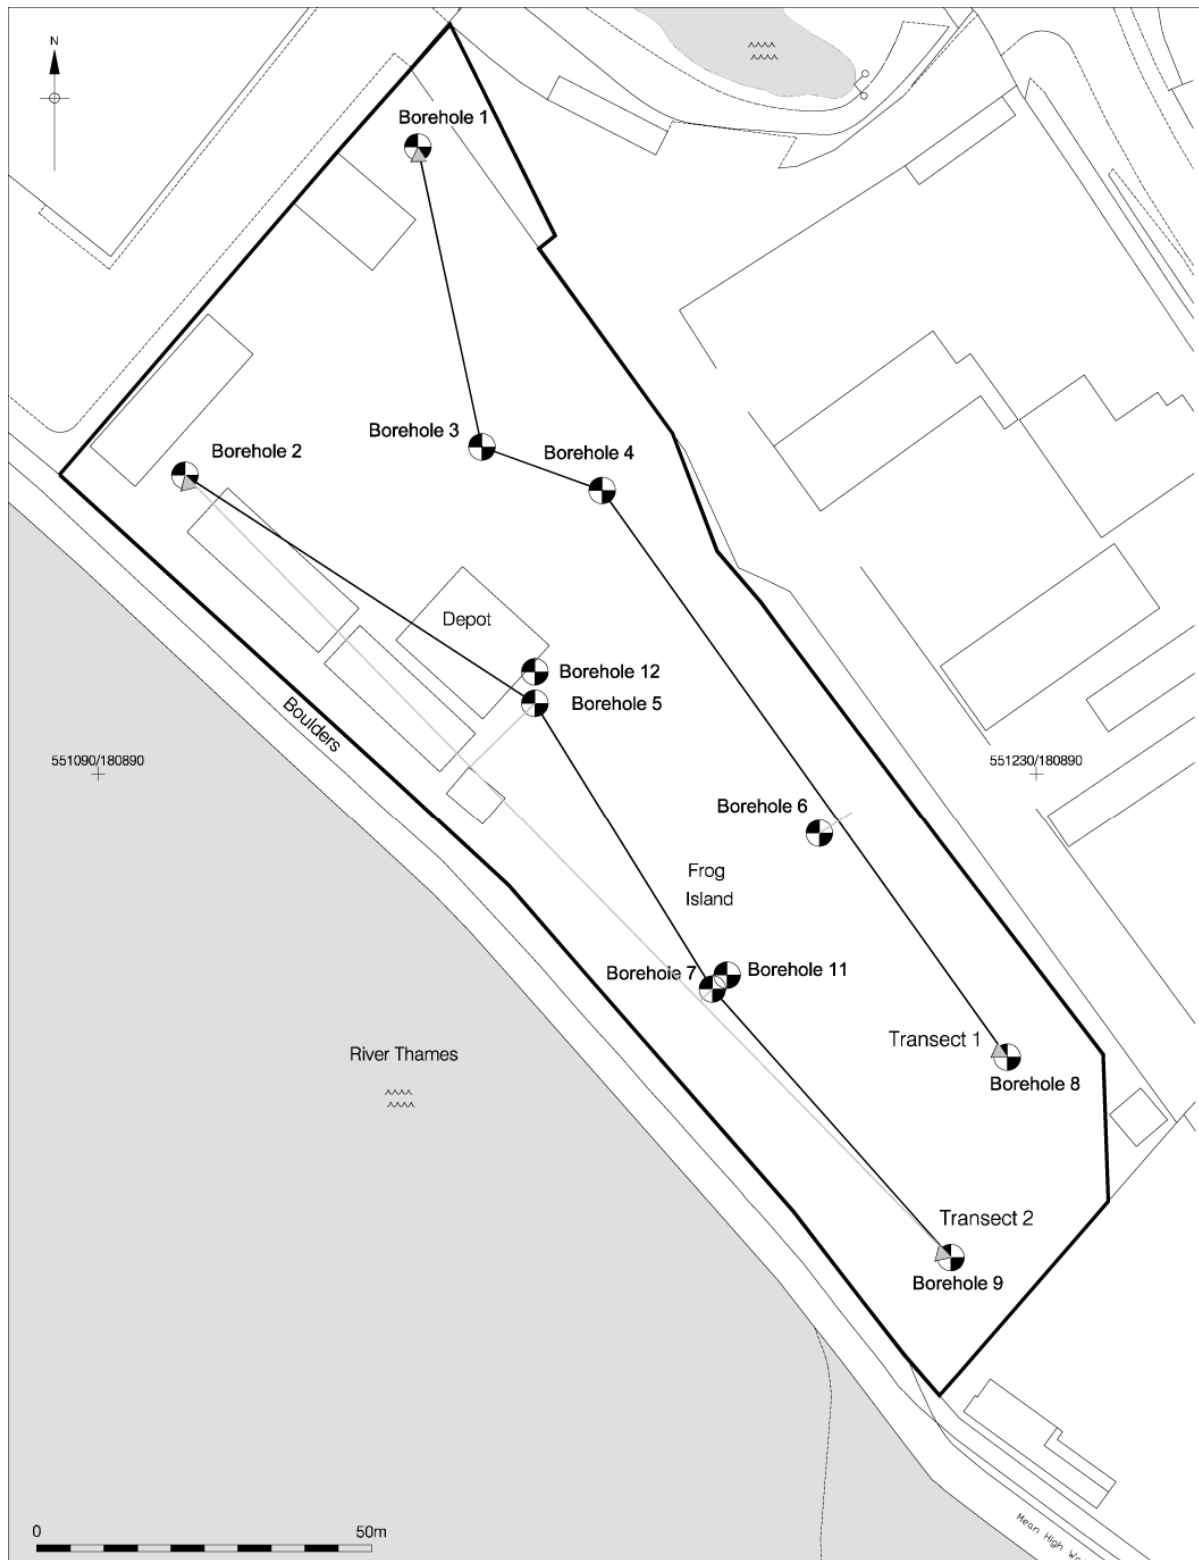 N
Borehole 1
Borehole 3
Borehole 4
Borehole 2
Depot
Borehole 12
Borehole 5
Boulders
551090/180890
551230/180890
Borehole 6
Frog
Island
Borehole 7
Borehole 11
Transect 1
River Thames
Borehole 8
Transect 2
Borehole 9
Mean High
0
50m